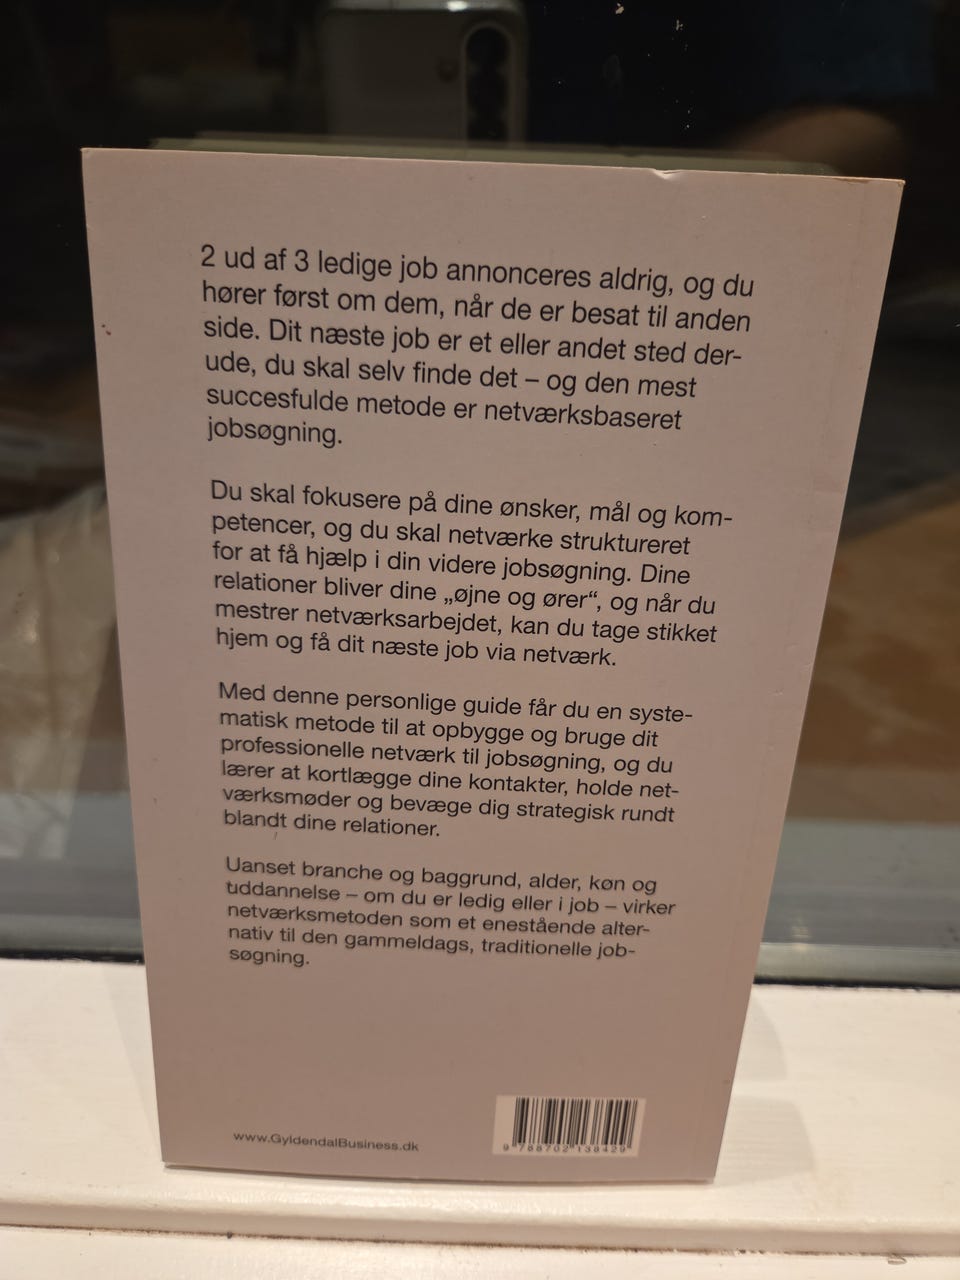 2 ud af 3 ledige job annonceres aldrig, og du
hører først om dem, når de er besat til anden
side. Dit næste job er et eller andet sted der-
ude, du skal selv finde det – og den mest
succesfulde metode er netværksbaseret
jobsøgning.
Du skal fokusere på dine ønsker, mål og kom-
petencer, og du skal netværke struktureret
for at få hjælp i din videre jobsøgning. Dine
relationer bliver dine „øjne og ører“, og når du
mestrer netværksarbejdet, kan du tage stikket
hjem og få dit næste job via netværk.
Med denne personlige guide får du en syste-
matisk metode til at opbygge og bruge dit
professionelle netværk til jobsøgning, og du
lærer at kortlægge dine kontakter, holde net-
værksmøder og bevæge dig strategisk rundt
blandt dine relationer.
Uanset branche og baggrund, alder, køn og
uddannelse – om du er ledig eller i job – virker
netværksmetoden som et enestående alter-
nativ til den gammeldags, traditionelle job-
søgning.
www.GyldendalBusiness.dk
9 788702 138429